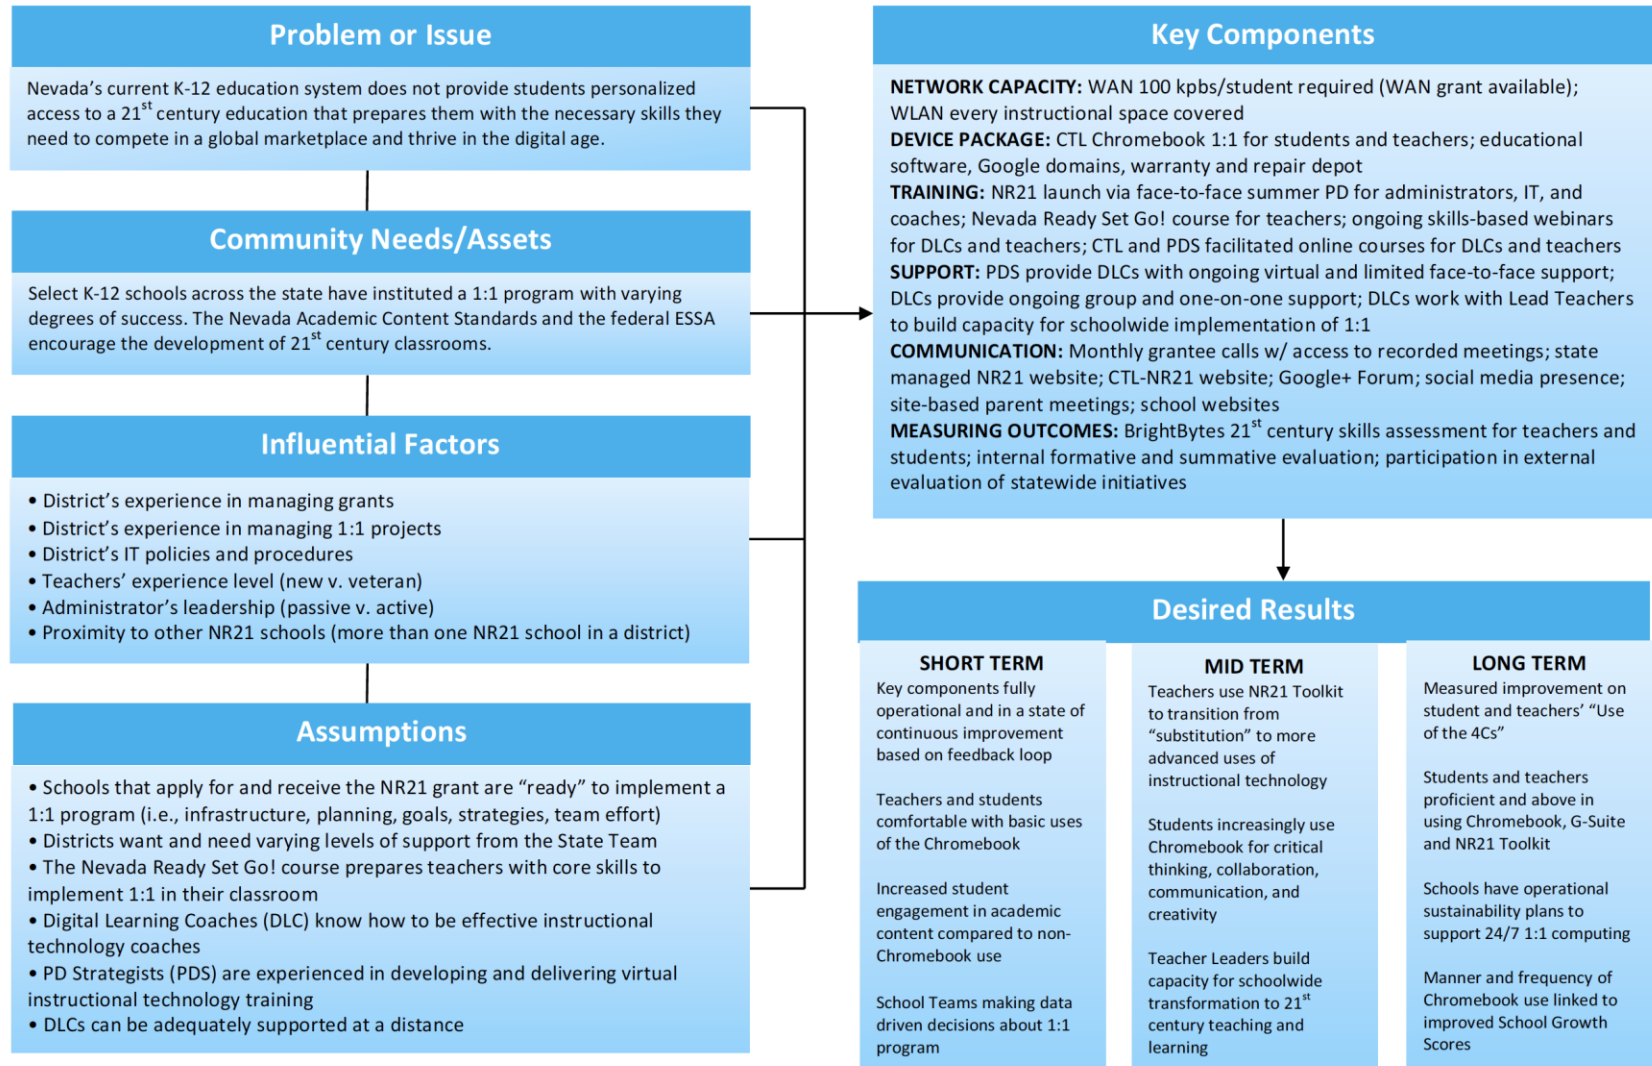 Problem or Issue
Nevada's current K-12 education system does not provide students personalized
access to a 21st century education that prepares them with the necessary skills they
need to compete in a global marketplace and thrive in the digital age.
Community Needs/Assets
Select K-12 schools across the state have instituted a 1:1 program with varying
degrees of success. The Nevada Academic Content Standards and the federal ESSA
encourage the development of 21st century classrooms.
Influential Factors
• District's experience in managing grants
• District's experience in managing 1:1 projects
• District's IT policies and procedures
• Teachers' experience level (new v. veteran)
• Administrator's leadership (passive v. active)
• Proximity to other NR21 schools (more than one NR21 school in a district)
Assumptions
• Schools that apply for and receive the NR21 grant are "ready" to implement a
1:1 program (i.e., infrastructure, planning, goals, strategies, team effort)
• Districts want and need varying levels of support from the State Team
• The Nevada Ready Set Go! course prepares teachers with core skills to
implement 1:1 in their classroom
• Digital Learning Coaches (DLC) know how to be effective instructional
technology coaches
• PD Strategists (PDS) are experienced in developing and delivering virtual
instructional technology training
• DLCs can be adequately supported at a distance
Key Components
NETWORK CAPACITY: WAN 100 kpbs/student required (WAN grant available);
WLAN every instructional space covered
DEVICE PACKAGE: CTL Chromebook 1:1 for students and teachers; educational
software, Google domains, warranty and repair depot
TRAINING: NR21 launch via face-to-face summer PD for administrators, IT, and
coaches; Nevada Ready Set Go! course for teachers; ongoing skills-based webinars
for DLCs and teachers; CTL and PDS facilitated online courses for DLCs and teachers
SUPPORT: PDS provide DLCs with ongoing virtual and limited face-to-face support;
DLCs provide ongoing group and one-on-one support; DLCs work with Lead Teachers
to build capacity for schoolwide implementation of 1:1
COMMUNICATION: Monthly grantee calls w/ access to recorded meetings; state
managed NR21 website; CTL-NR21 website; Google+ Forum; social media presence;
site-based parent meetings; school websites
MEASURING OUTCOMES: BrightBytes 21st century skills assessment for teachers and
students; internal formative and summative evaluation; participation in external
evaluation of statewide initiatives
Desired Results
SHORT TERM
Key components fully
operational and in a state of
continuous improvement
based on feedback loop
Teachers and students
comfortable with basic uses
of the Chromebook
Increased student
engagement in academic
content compared to non-
Chromebook use
School Teams making data
driven decisions about 1:1
program
MID TERM
Teachers use NR21 Toolkit
to transition from
"substitution" to more
advanced uses of
instructional technology
Students increasingly use
Chromebook for critical
thinking, collaboration,
communication, and
creativity
Teacher Leaders build
capacity for schoolwide
transformation to 21st
century teaching and
learning
LONG TERM
Measured improvement on
student and teachers' "Use
of the 4Cs"
Students and teachers
proficient and above in
using Chromebook, G-Suite
and NR21 Toolkit
Schools have operational
sustainability plans to
support 24/7 1:1 computing
Manner and frequency of
Chromebook use linked to
improved School Growth
Scores